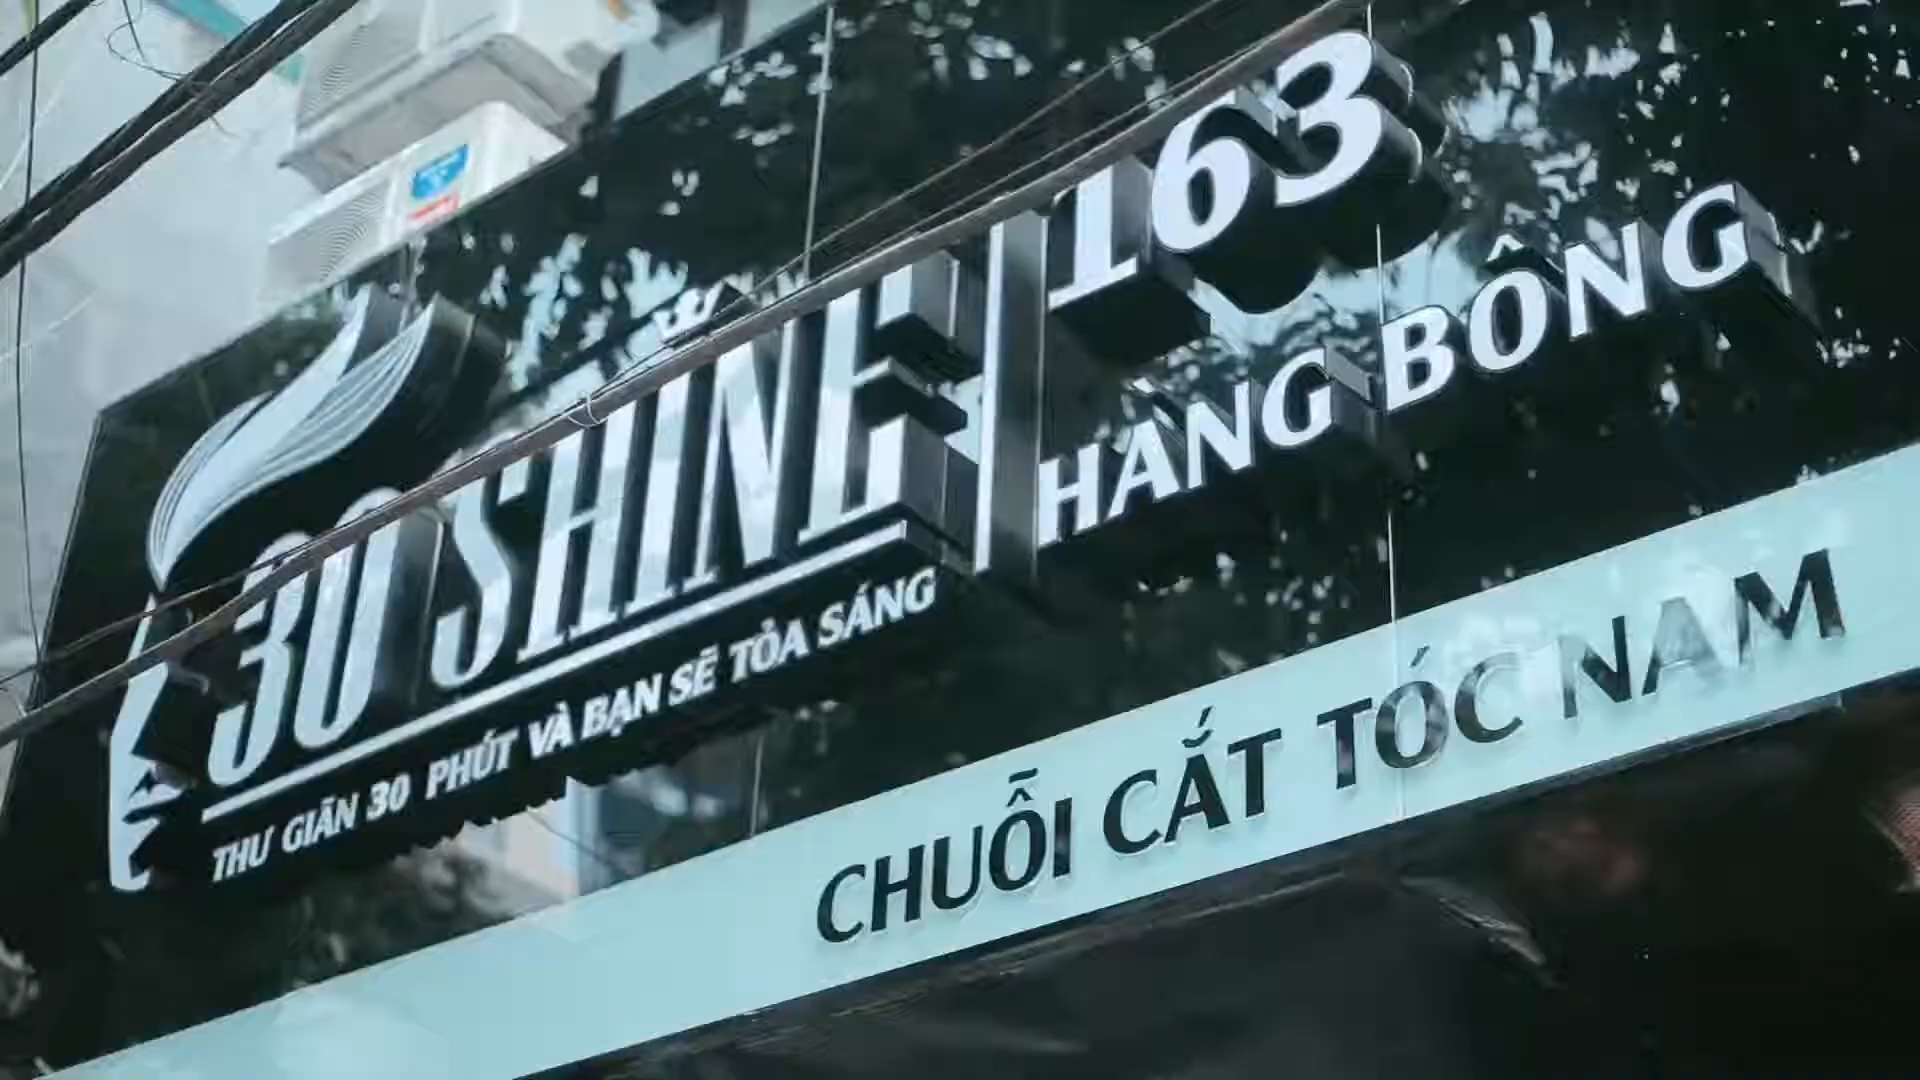 30SHINE
THƯ GIÃN 30 PHÚT VÀ BẠN SẼ TỎA SÁNG
163
HÀNG BÔNG
CHUỖI CẮT TÓC NAM